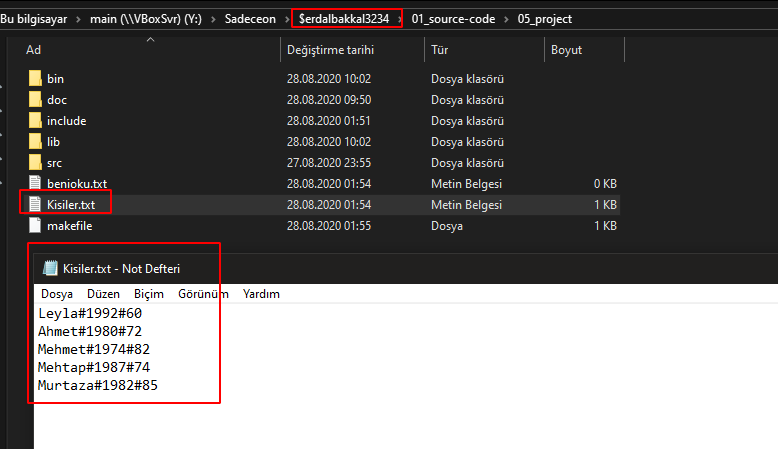 Bu bilgisayar > main (\\VBoxSvr) (Y:) > Sadeceon > $erdalbakkal3234 > 01_source-code > 05_project
Ad Değiştirme tarihi Tür Boyut
bin 28.08.2020 10:02 Dosya klasörü
doc 28.08.2020 09:50 Dosya klasörü
include 28.08.2020 01:51 Dosya klasörü
lib 28.08.2020 10:02 Dosya klasörü
src 27.08.2020 23:55 Dosya klasörü
benioku.txt 28.08.2020 01:54 Metin Belgesi 0 KB
Kisiler.txt 28.08.2020 01:54 Metin Belgesi 1 KB
makefile 28.08.2020 01:55 Dosya 1 KB
Kisiler.txt - Not Defteri
Dosya Düzen Biçim Görünüm Yardım
Leyla#1992#60
Ahmet#1980#72
Mehmet#1974#82
Mehtap#1987#74
Murtaza#1982#85